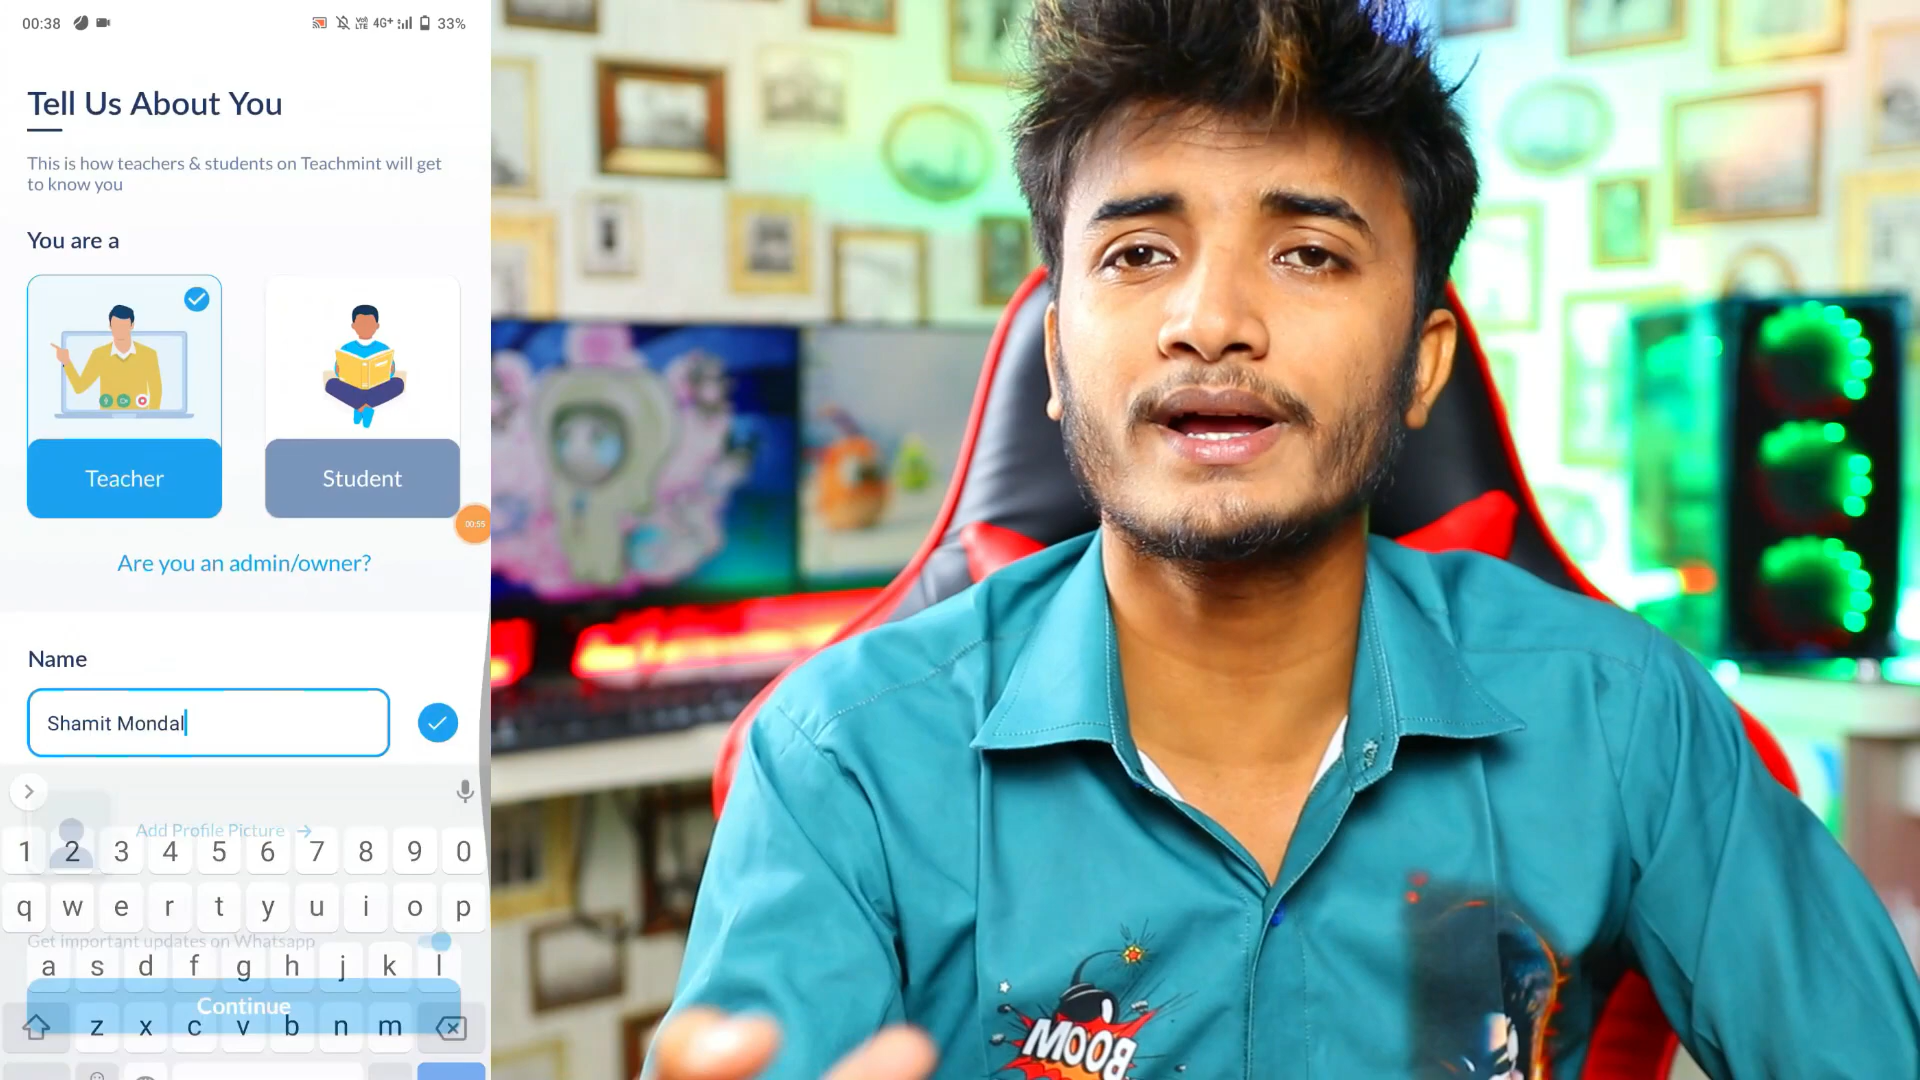 00:38
4G+ 33%
Tell Us About You
This is how teachers & students on Teachmint will get
to know you
You are a
Teacher
Student
00:55
Are you an admin/owner?
Name
Shamit Mondal
Add Profile Picture →
1 2 3 4 5 6 7 8 9 0
q w e r t y u i o p
Get important updates on Whatsapp
a s d f g h j k l
Continue
z x c v b n m
BOOM